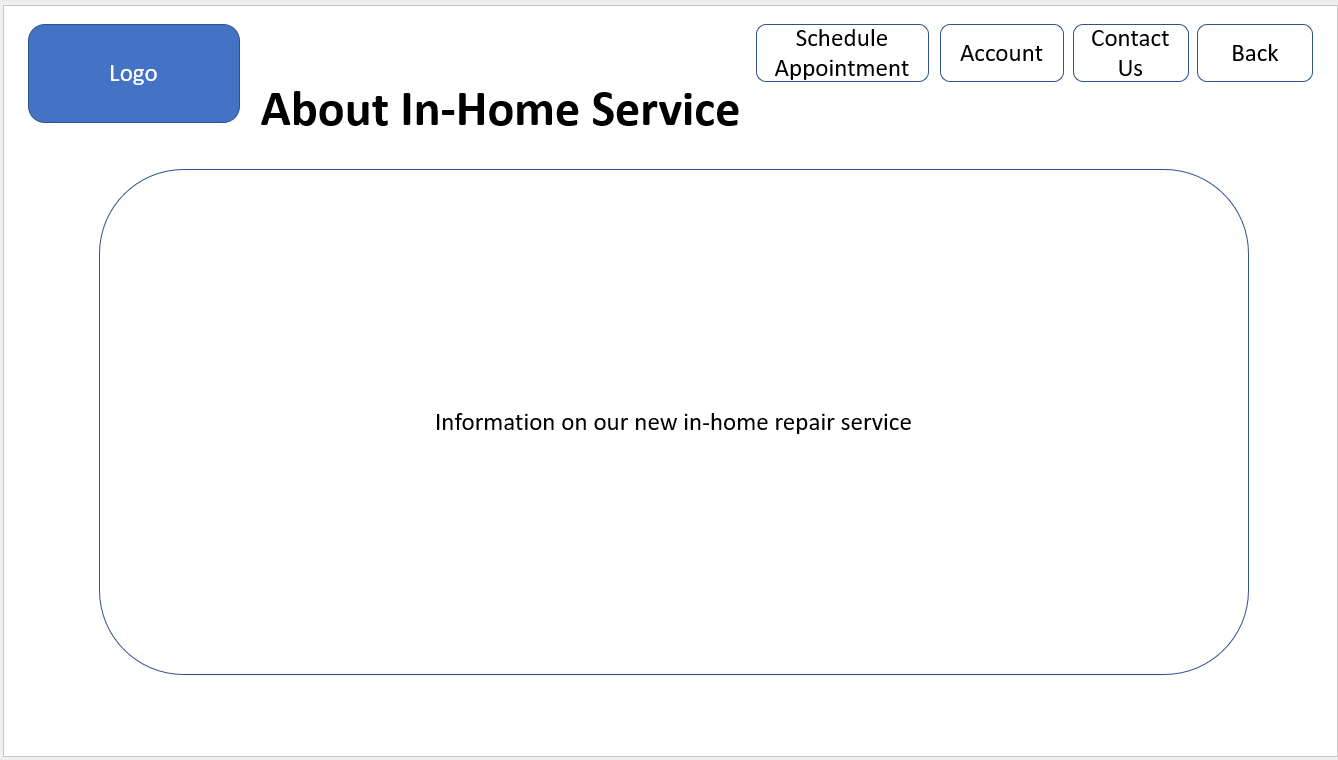 Logo
About In-Home Service
Schedule
Appointment
Account
Contact
Us
Back
Information on our new in-home repair service